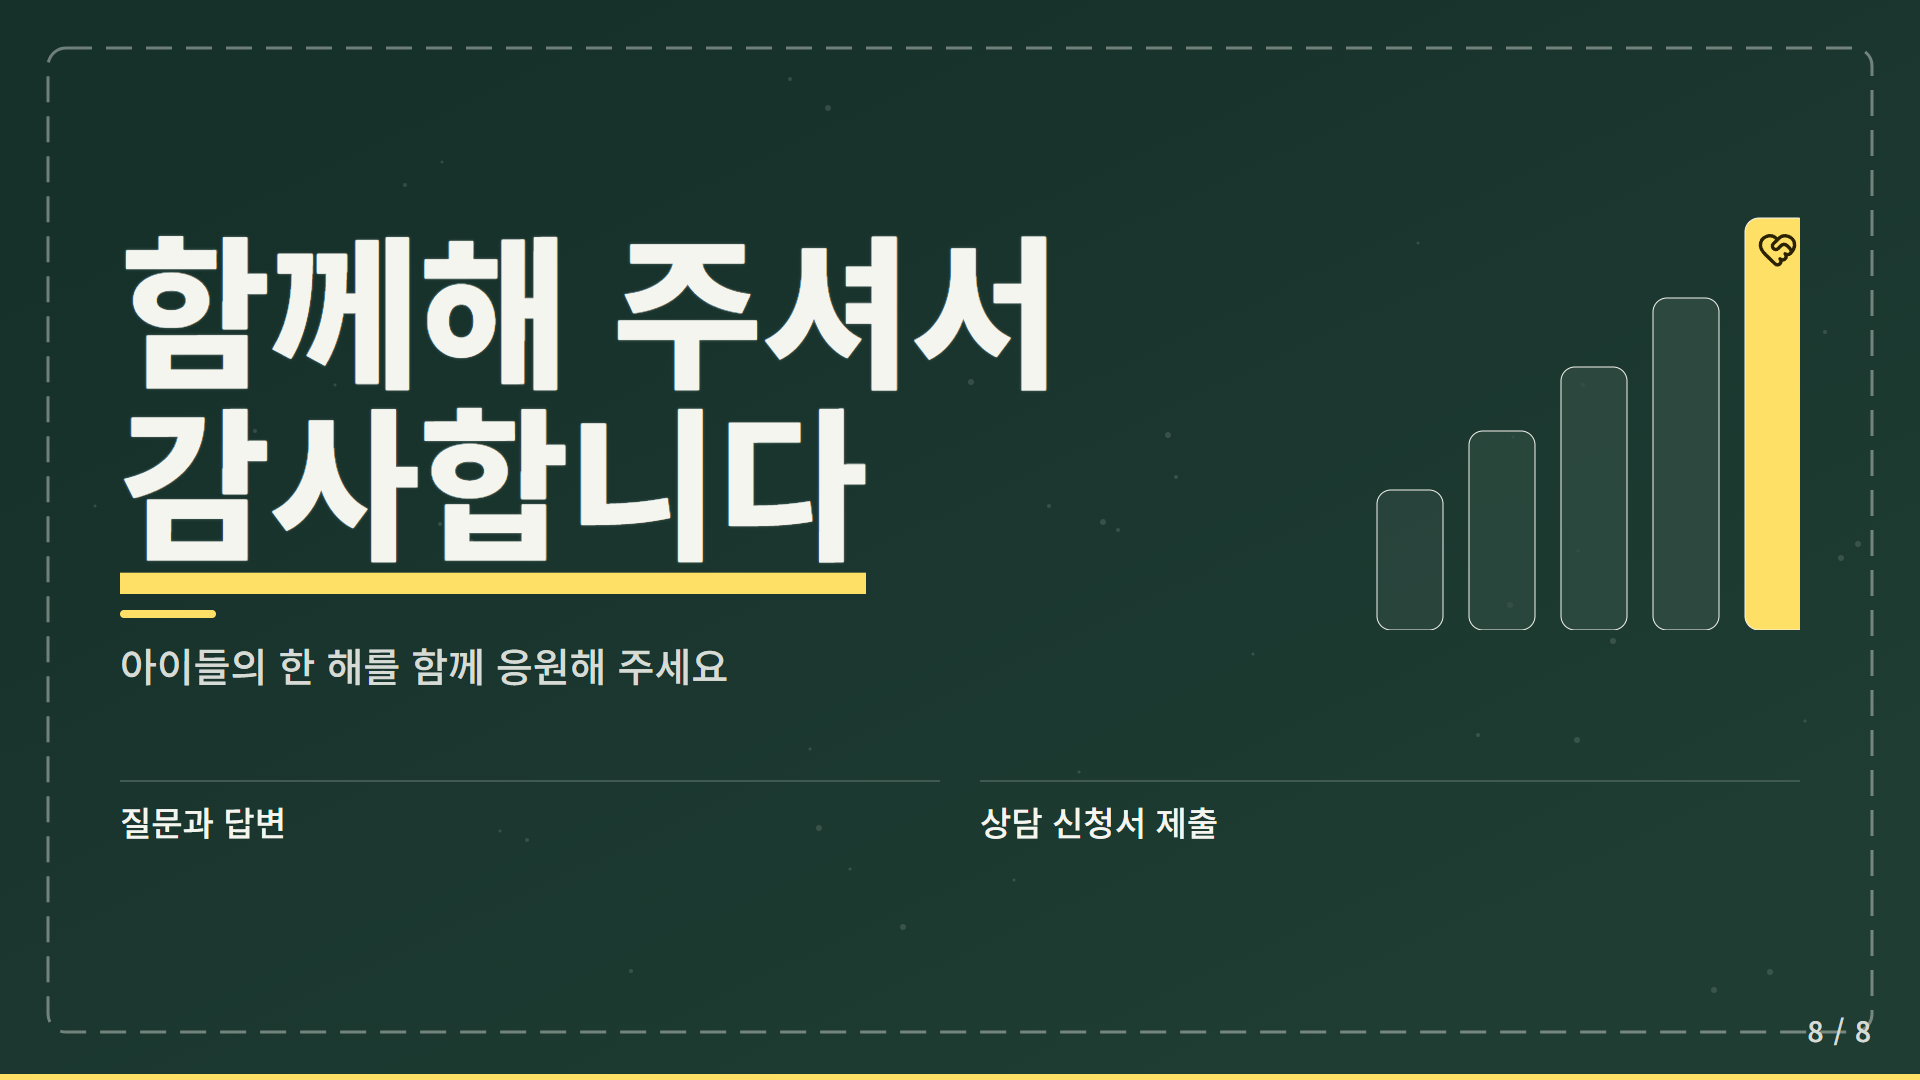 함께해 주셔서
감사합니다
아이들의 한 해를 함께 응원해 주세요
질문과 답변
상담 신청서 제출
8 / 8